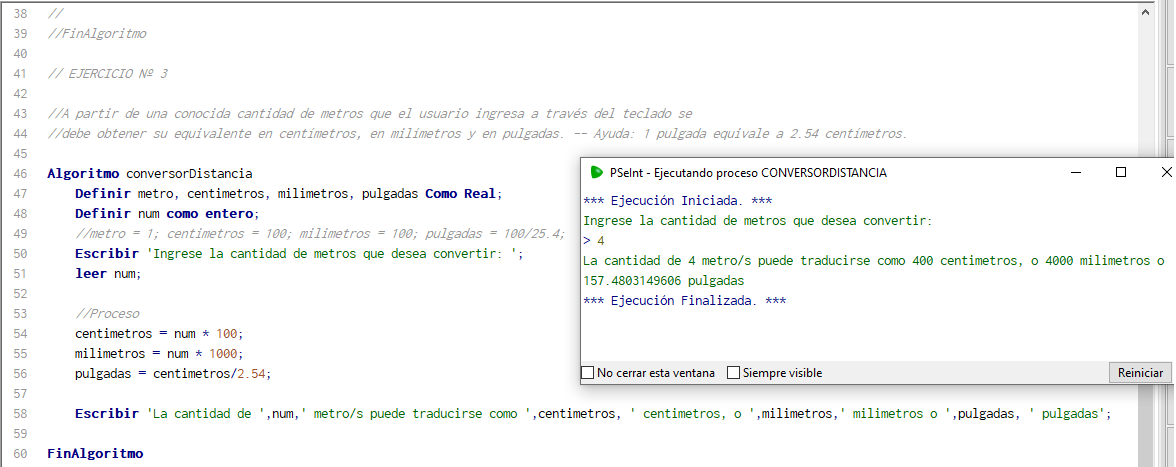 38 //
39 //FinAlgoritmo
40
41 // EJERCICIO Nº 3
42
43 //A partir de una conocida cantidad de metros que el usuario ingresa a través del teclado se
44 //debe obtener su equivalente en centímetros, en milímetros y en pulgadas. -- Ayuda: 1 pulgada equivale a 2.54 centímetros.
45
46 Algoritmo conversorDistancia
47 Definir metro, centimetros, milimetros, pulgadas Como Real;
48 Definir num como entero;
49 //metro = 1; centimetros = 100; milimetros = 100; pulgadas = 100/25.4;
50 Escribir 'Ingrese la cantidad de metros que desea convertir: ';
51 leer num;
52
53 //Proceso
54 centimetros = num * 100;
55 milimetros = num * 1000;
56 pulgadas = centimetros/2.54;
57
58 Escribir 'La cantidad de ',num,' metro/s puede traducirse como ',centimetros, ' centimetros, o ',milimetros,' milimetros o ',pulgadas, ' pulgadas';
59
60 FinAlgoritmo
PSeInt - Ejecutando proceso CONVERSORDISTANCIA
*** Ejecución Iniciada. ***
Ingrese la cantidad de metros que desea convertir:
> 4
La cantidad de 4 metro/s puede traducirse como 400 centimetros, o 4000 milimetros o
157.4803149606 pulgadas
*** Ejecución Finalizada. ***
No cerrar esta ventana Siempre visible Reiniciar